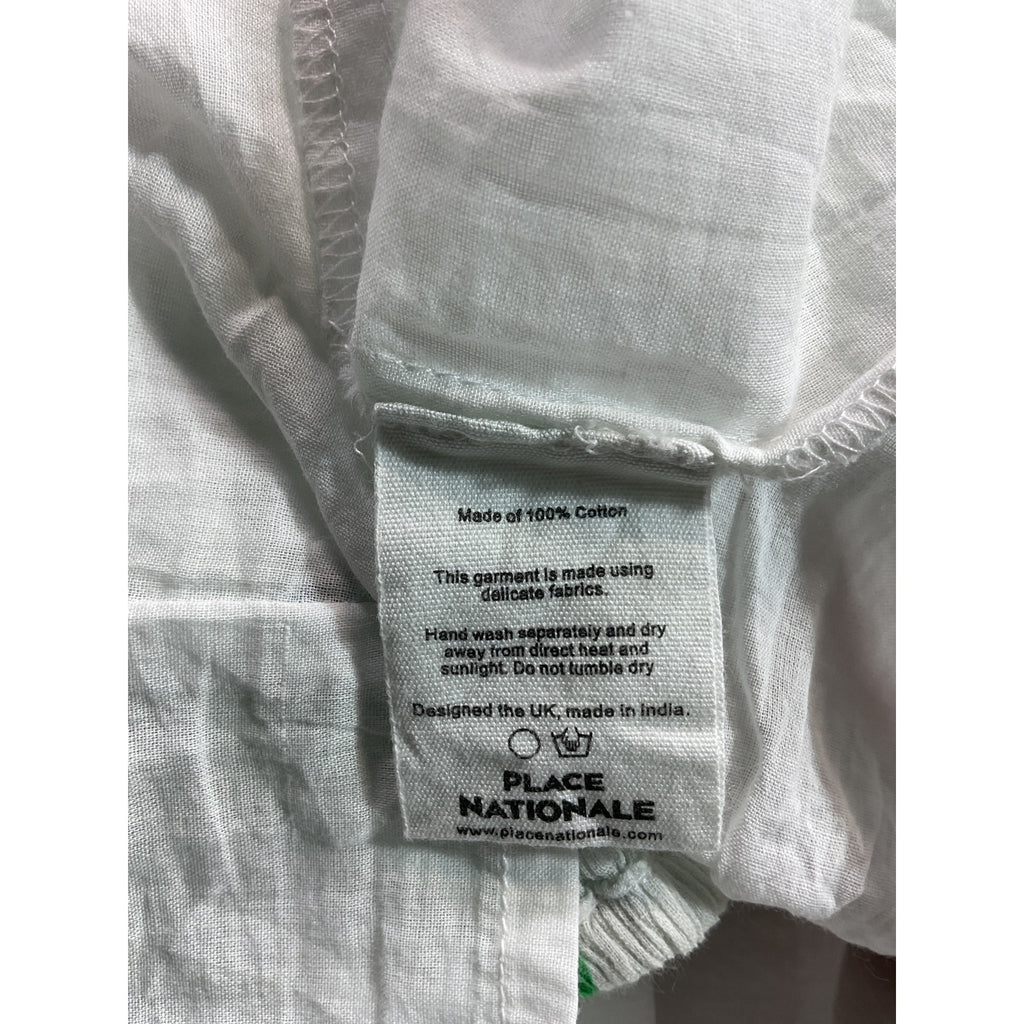 Made of 100% Cotton
This garment is made using
delicate fabrics.
Hand wash separately and dry
away from direct heat and
sunlight. Do not tumble dry
Designed the UK, made in India.
PLACE
NATIONALE
www.placenationale.com